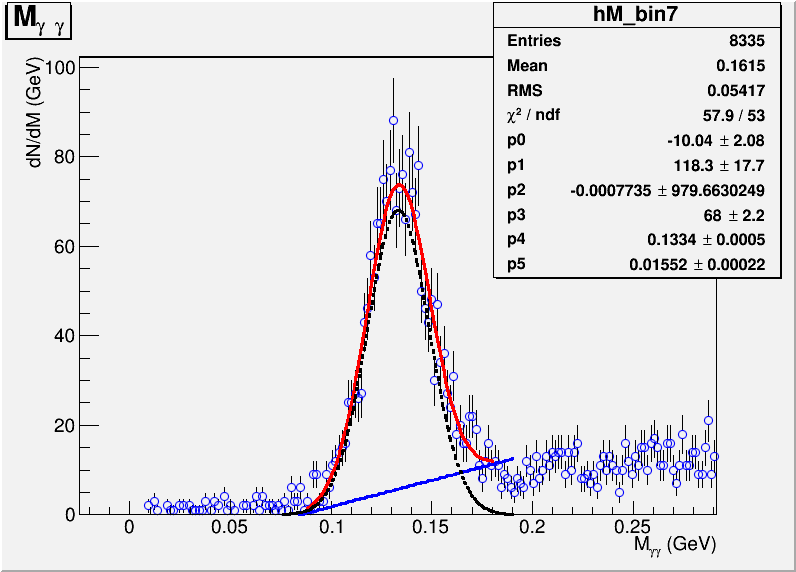 M γ γ
hM_bin7
Entries 8335
Mean 0.1615
RMS 0.05417
χ² / ndf 57.9 / 53
p0 -10.04 ± 2.08
p1 118.3 ± 17.7
p2 -0.0007735 ± 979.6630249
p3 68 ± 2.2
p4 0.1334 ± 0.0005
p5 0.01552 ± 0.00022
dN/dM (GeV)
100
80
60
40
20
0
0 0.05 0.1 0.15 0.2 0.25
Mγγ (GeV)